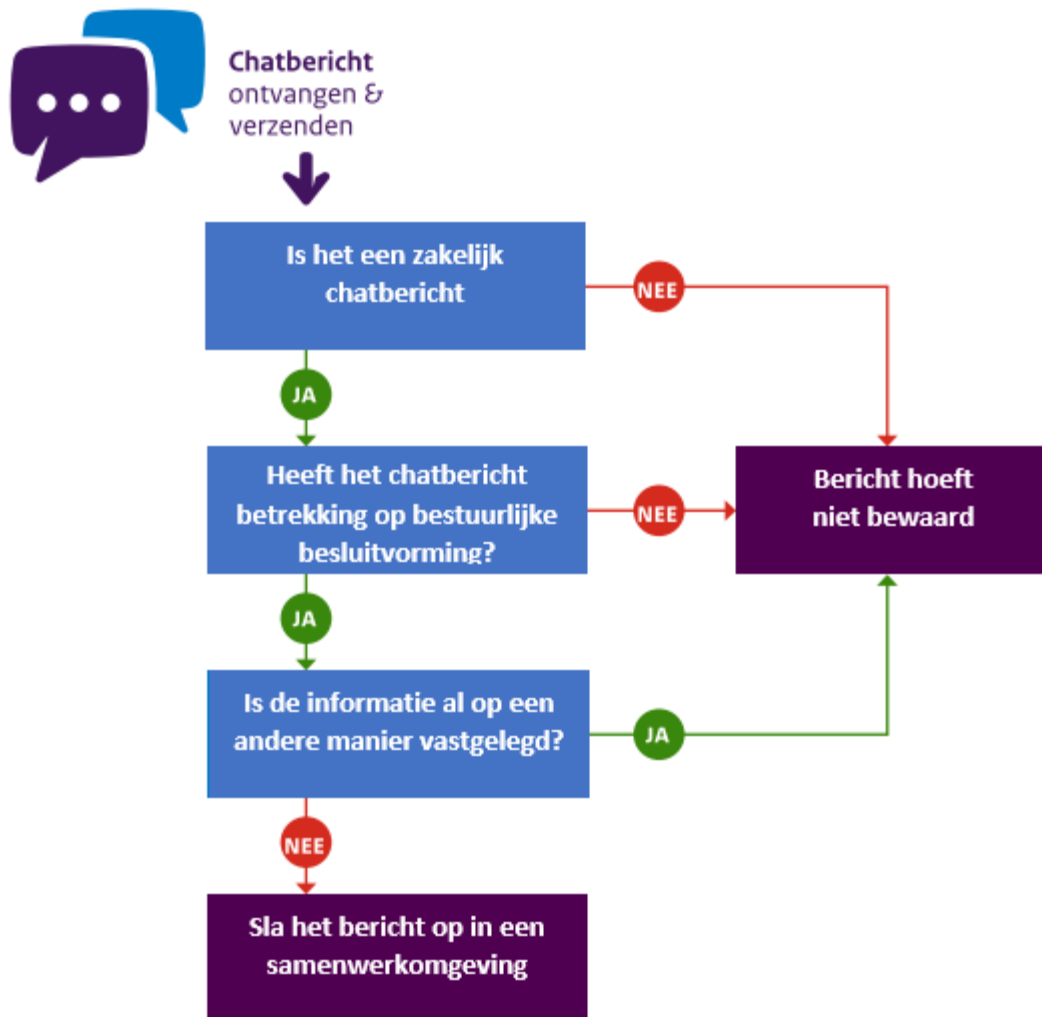 Chatbericht
ontvangen &
verzenden
Is het een zakelijk
chatbericht
NEE
JA
Heeft het chatbericht
betrekking op bestuurlijke
besluitvorming?
NEE
Bericht hoeft
niet bewaard
JA
Is de informatie al op een
andere manier vastgelegd?
JA
NEE
Sla het bericht op in een
samenwerkomgeving